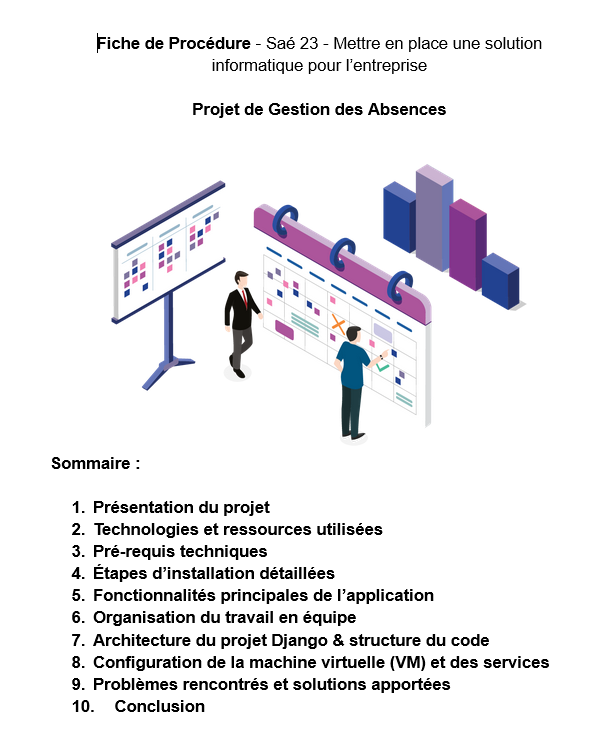 Fiche de Procédure - Saé 23 - Mettre en place une solution
informatique pour l’entreprise
Projet de Gestion des Absences
Sommaire :
1. Présentation du projet
2. Technologies et ressources utilisées
3. Pré-requis techniques
4. Étapes d’installation détaillées
5. Fonctionnalités principales de l’application
6. Organisation du travail en équipe
7. Architecture du projet Django & structure du code
8. Configuration de la machine virtuelle (VM) et des services
9. Problèmes rencontrés et solutions apportées
10. Conclusion